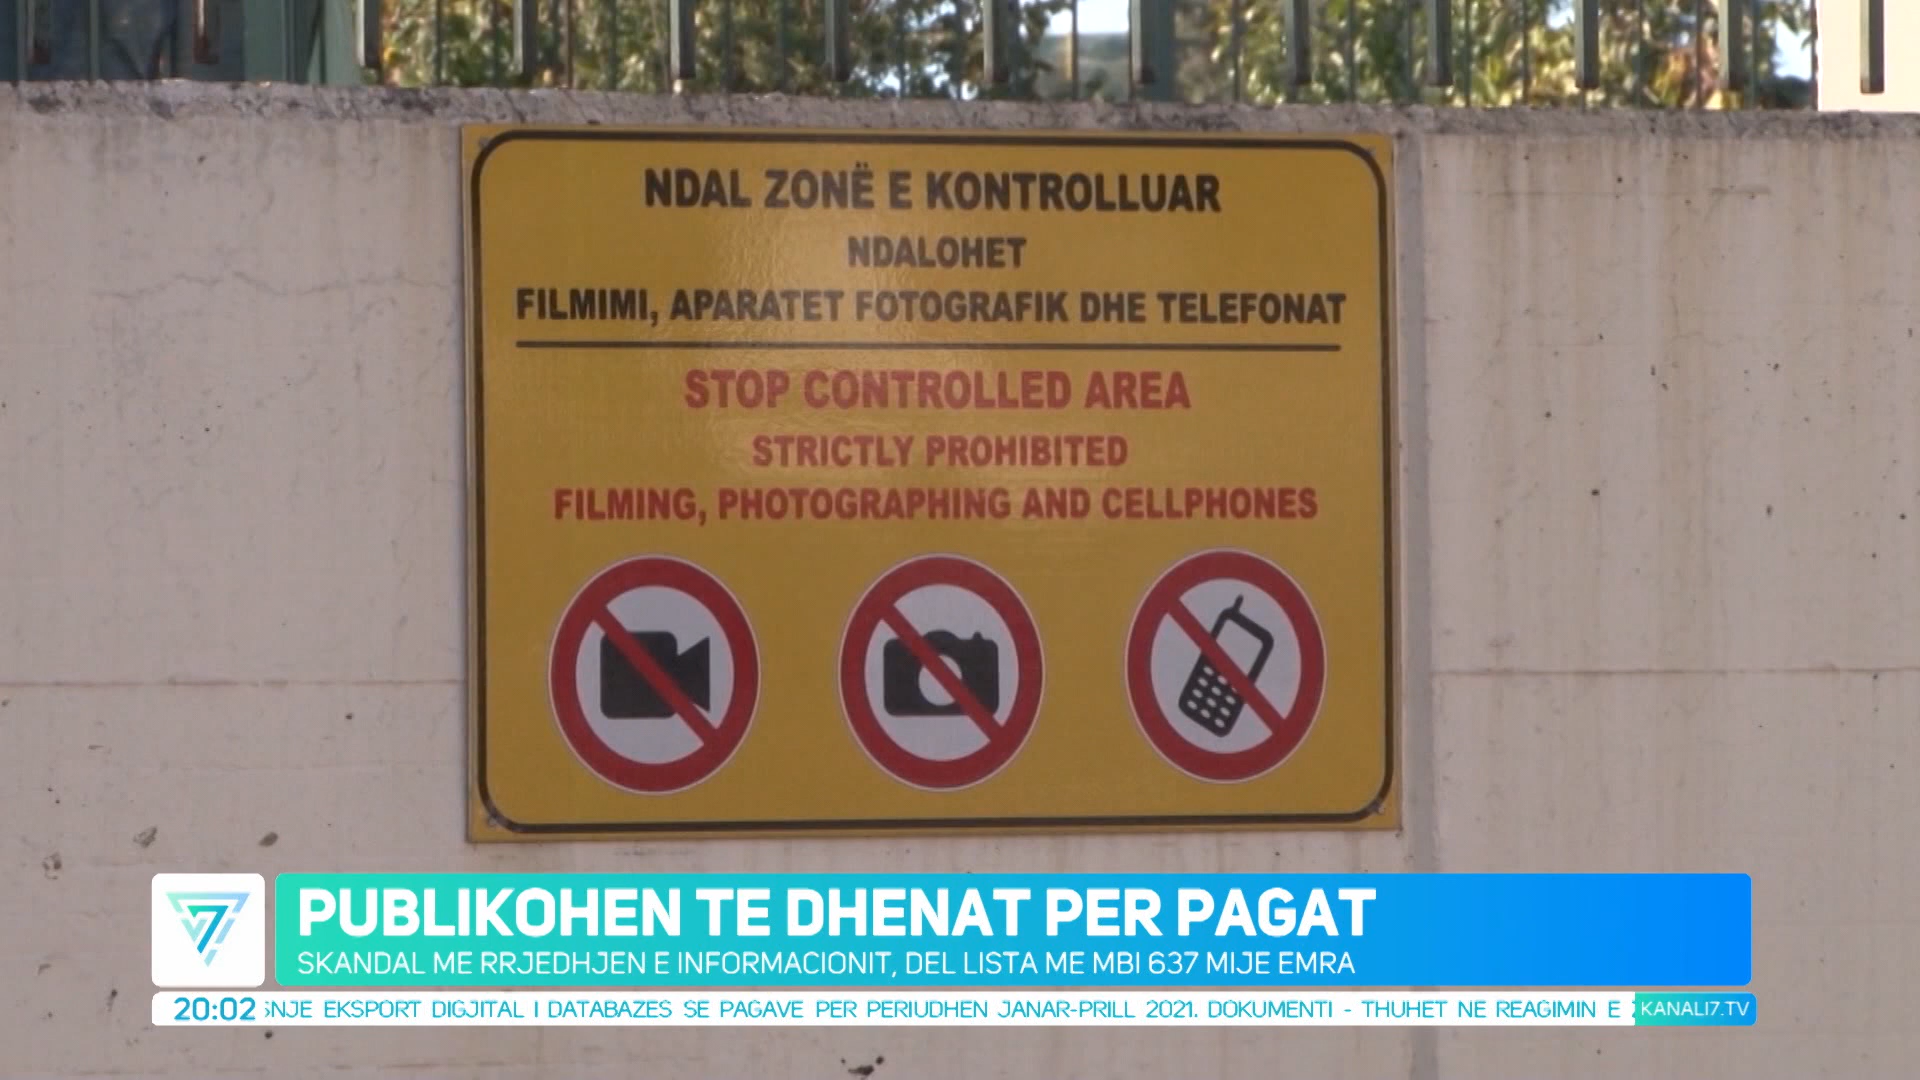 NDAL ZONË E KONTROLLUAR
NDALOHET
FILMIMI, APARATET FOTOGRAFIK DHE TELEFONAT
STOP CONTROLLED AREA
STRICTLY PROHIBITED
FILMING, PHOTOGRAPHING AND CELLPHONES
PUBLIKOHEN TE DHENAT PER PAGAT
SKANDAL ME RRJEDHJEN E INFORMACIONIT, DEL LISTA ME MBI 637 MIJE EMRA
20:02 SNJE EKSPORT DIGJITAL I DATABAZES SE PAGAVE PER PERIUDHEN JANAR-PRILL 2021. DOKUMENTI - THUHET NE REAGIMIN E KANALI7.TV